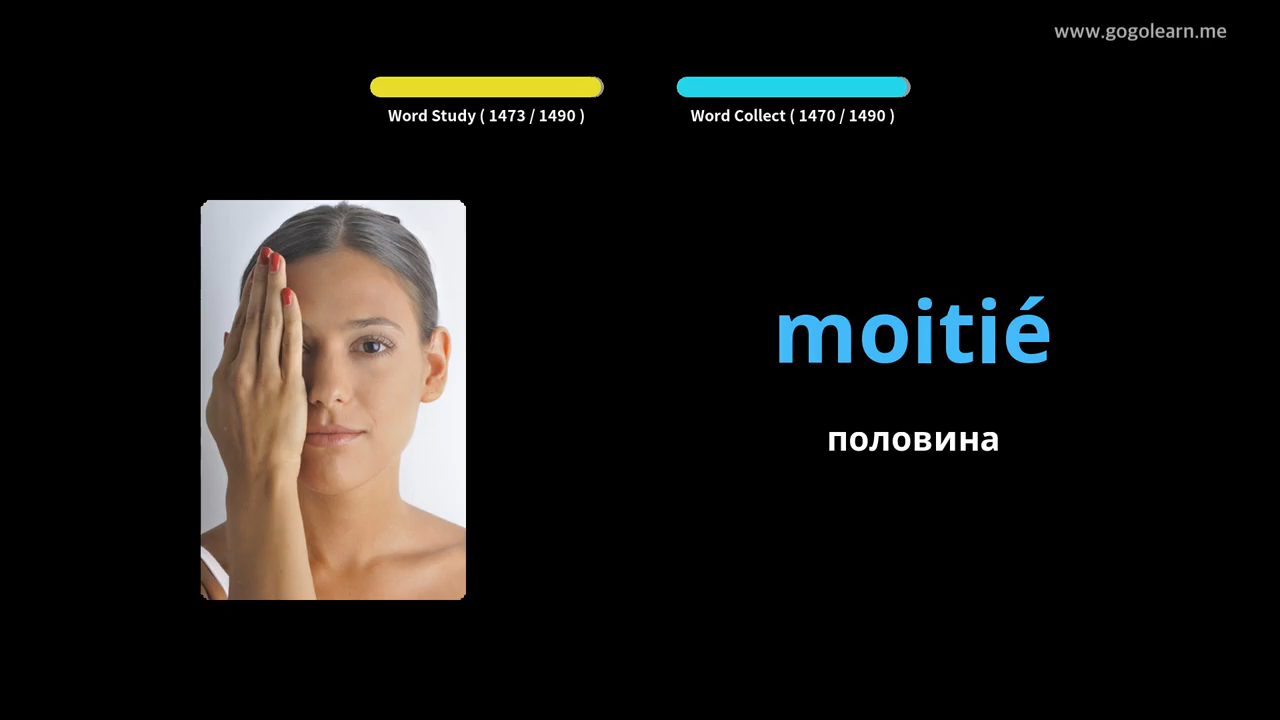 www.gogolearn.me
Word Study ( 1473 / 1490 )
Word Collect ( 1470 / 1490 )
moitié
половина